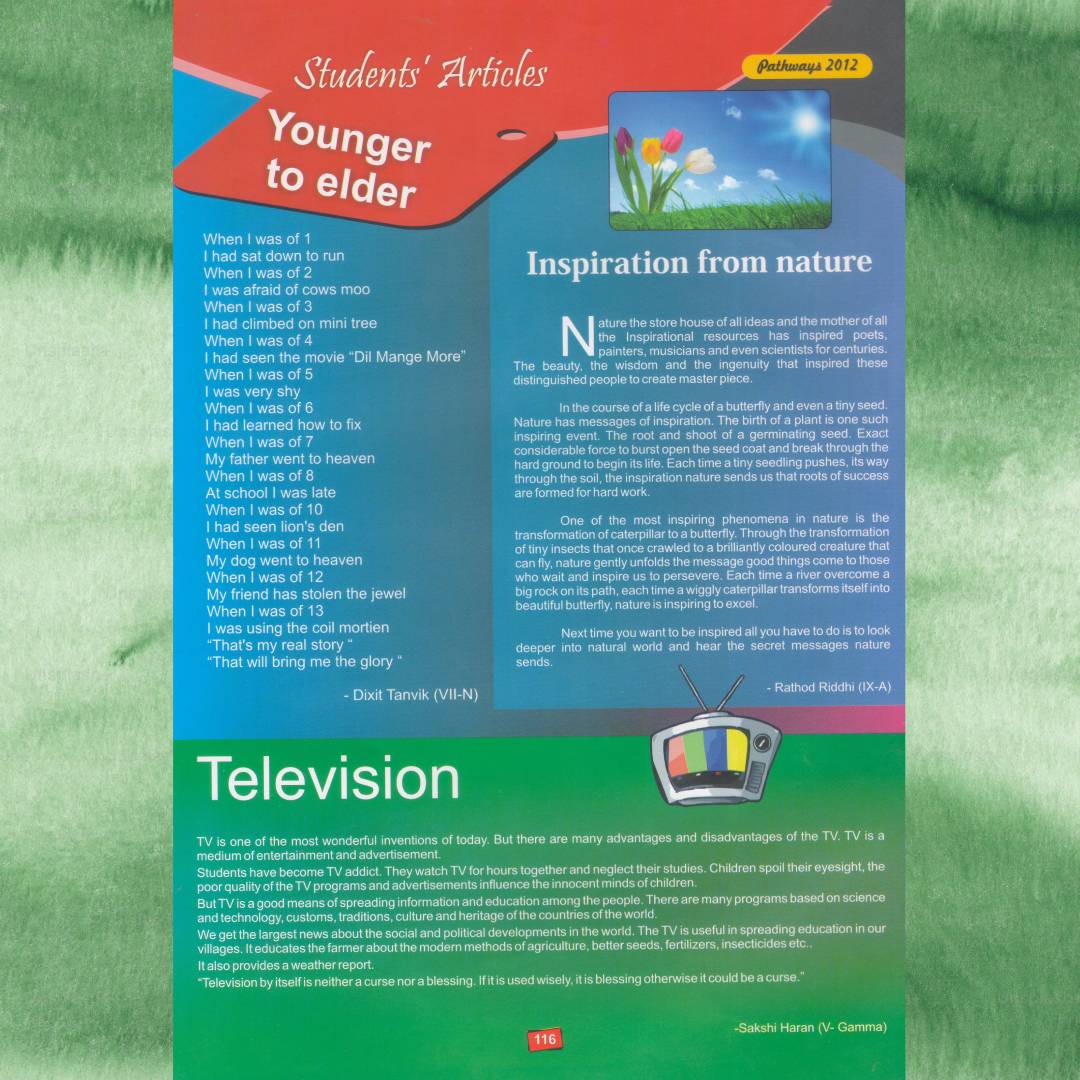 Students' Articles
Pathways 2012
Younger
to elder
When I was of 1
I had sat down to run
When I was of 2
I was afraid of cows moo
When I was of 3
I had climbed on mini tree
When I was of 4
I had seen the movie “Dil Mange More”
When I was of 5
I was very shy
When I was of 6
I had learned how to fix
When I was of 7
My father went to heaven
When I was of 8
At school I was late
When I was of 10
I had seen lion's den
When I was of 11
My dog went to heaven
When I was of 12
My friend has stolen the jewel
When I was of 13
I was using the coil mortien
“That's my real story “
“That will bring me the glory “
- Dixit Tanvik (VII-N)
Inspiration from nature
Nature the store house of all ideas and the mother of all
the Inspirational resources has inspired poets,
painters, musicians and even scientists for centuries.
The beauty, the wisdom and the ingenuity that inspired these
distinguished people to create master piece.
In the course of a life cycle of a butterfly and even a tiny seed.
Nature has messages of inspiration. The birth of a plant is one such
inspiring event. The root and shoot of a germinating seed. Exact
considerable force to burst open the seed coat and break through the
hard ground to begin its life. Each time a tiny seedling pushes, its way
through the soil, the inspiration nature sends us that roots of success
are formed for hard work.
One of the most inspiring phenomena in nature is the
transformation of caterpillar to a butterfly. Through the transformation
of tiny insects that once crawled to a brilliantly coloured creature that
can fly, nature gently unfolds the message good things come to those
who wait and inspire us to persevere. Each time a river overcome a
big rock on its path, each time a wiggly caterpillar transforms itself into
beautiful butterfly, nature is inspiring to excel.
Next time you want to be inspired all you have to do is to look
deeper into natural world and hear the secret messages nature
sends.
- Rathod Riddhi (IX-A)
Television
TV is one of the most wonderful inventions of today. But there are many advantages and disadvantages of the TV. TV is a
medium of entertainment and advertisement.
Students have become TV addict. They watch TV for hours together and neglect their studies. Children spoil their eyesight, the
poor quality of the TV programs and advertisements influence the innocent minds of children.
But TV is a good means of spreading information and education among the people. There are many programs based on science
and technology, customs, traditions, culture and heritage of the countries of the world.
We get the largest news about the social and political developments in the world. The TV is useful in spreading education in our
villages. It educates the farmer about the modern methods of agriculture, better seeds, fertilizers, insecticides etc..
It also provides a weather report.
“Television by itself is neither a curse nor a blessing. If it is used wisely, it is blessing otherwise it could be a curse.”
-Sakshi Haran (V- Gamma)
116